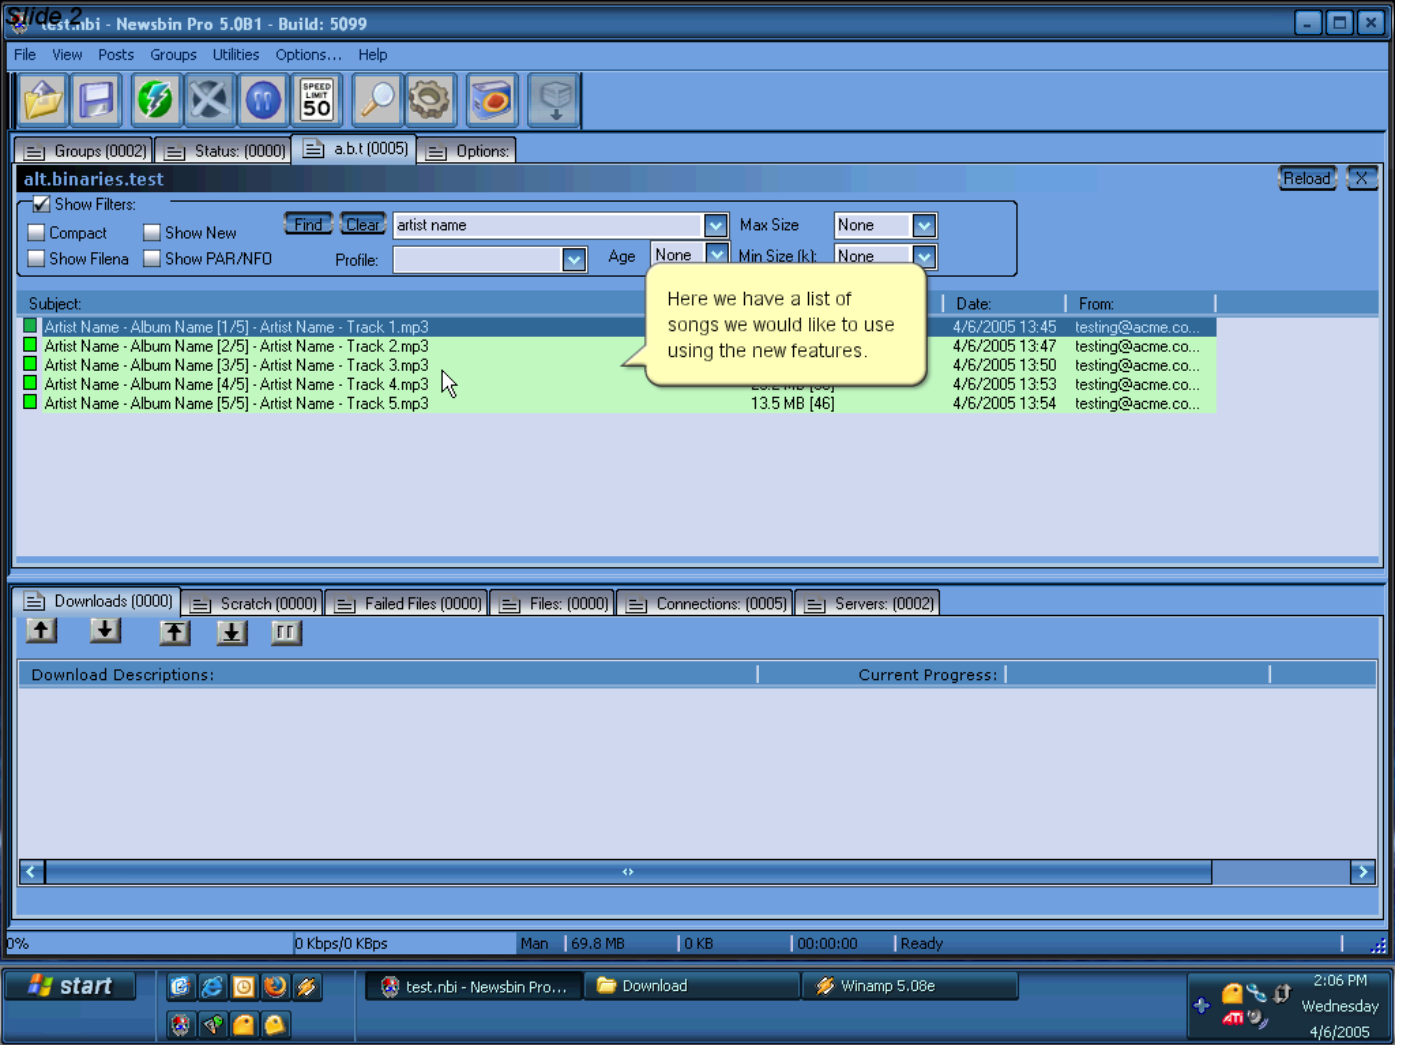 Slide 2
test.nbi - Newsbin Pro 5.0B1 - Build: 5099
File View Posts Groups Utilities Options... Help
SPEED LIMIT 50
Groups (0002) Status: (0000) a.b.t (0005) Options:
alt.binaries.test Reload X
Show Filters:
Find Clear artist name Max Size None
Compact Show New
Show Filena Show PAR/NFO Profile: Age None Min Size (k): None
Here we have a list of
songs we would like to use
using the new features.
Subject: Date: From:
Artist Name - Album Name [1/5] - Artist Name - Track 1.mp3 4/6/2005 13:45 testing@acme.co...
Artist Name - Album Name [2/5] - Artist Name - Track 2.mp3 4/6/2005 13:47 testing@acme.co...
Artist Name - Album Name [3/5] - Artist Name - Track 3.mp3 4/6/2005 13:50 testing@acme.co...
Artist Name - Album Name [4/5] - Artist Name - Track 4.mp3 4/6/2005 13:53 testing@acme.co...
Artist Name - Album Name [5/5] - Artist Name - Track 5.mp3 13.5 MB [46] 4/6/2005 13:54 testing@acme.co...
Downloads (0000) Scratch (0000) Failed Files (0000) Files: (0000) Connections: (0005) Servers: (0002)
Download Descriptions: Current Progress:
0% 0 Kbps/0 KBps Man 69.8 MB 0 KB 00:00:00 Ready
start test.nbi - Newsbin Pro... Download Winamp 5.08e
2:06 PM
Wednesday
ATI
4/6/2005